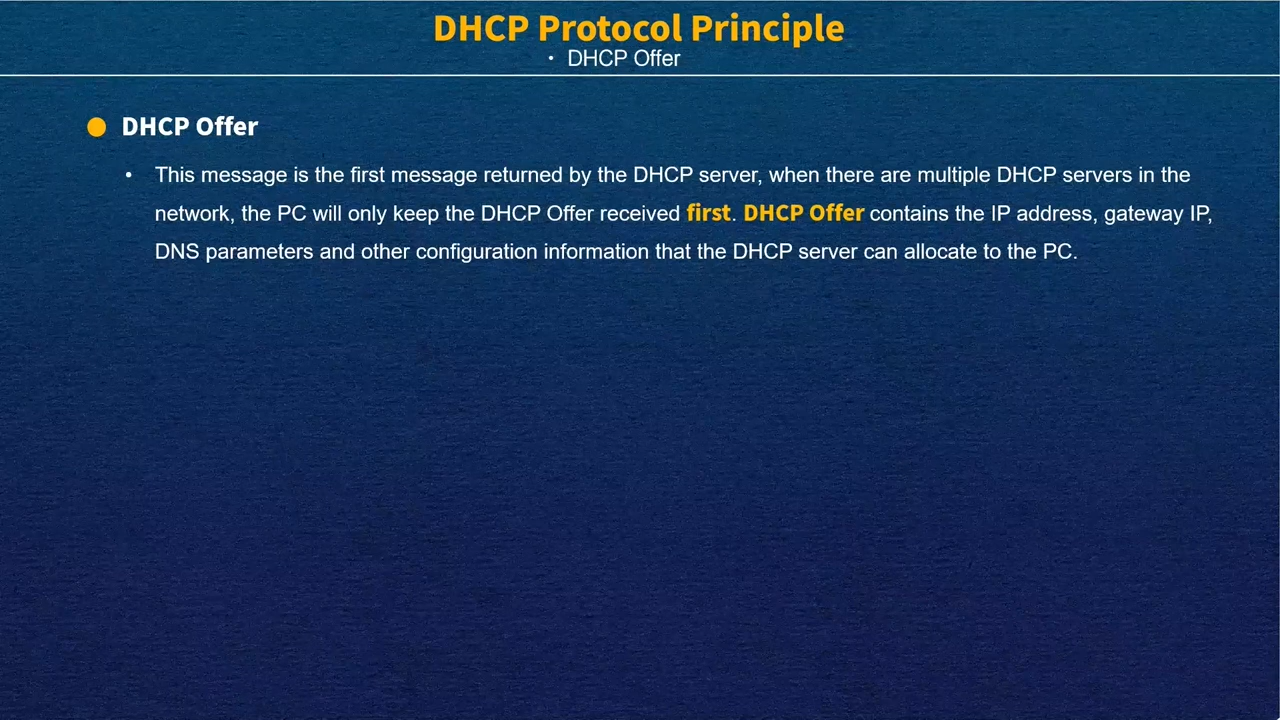 DHCP Protocol Principle
• DHCP Offer
DHCP Offer
• This message is the first message returned by the DHCP server, when there are multiple DHCP servers in the
network, the PC will only keep the DHCP Offer received first. DHCP Offer contains the IP address, gateway IP,
DNS parameters and other configuration information that the DHCP server can allocate to the PC.